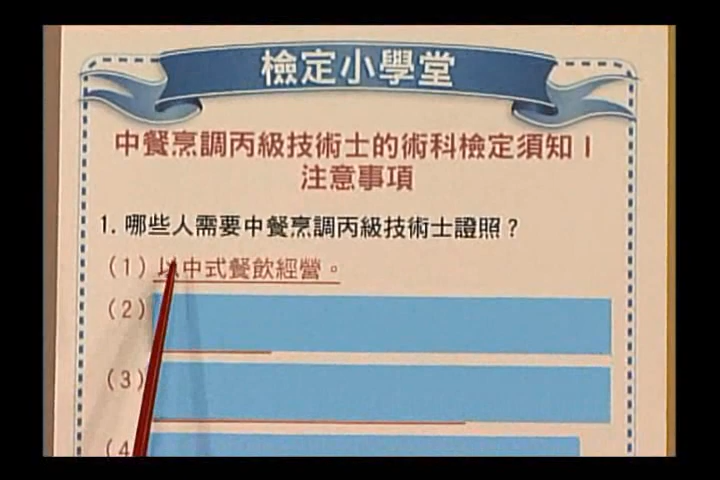 檢定小學堂
中餐烹調丙級技術士的術科檢定須知 I
注意事項
1. 哪些人需要中餐烹調丙級技術士證照？
(1) 以中式餐飲經營。
(2)
(3)
(4